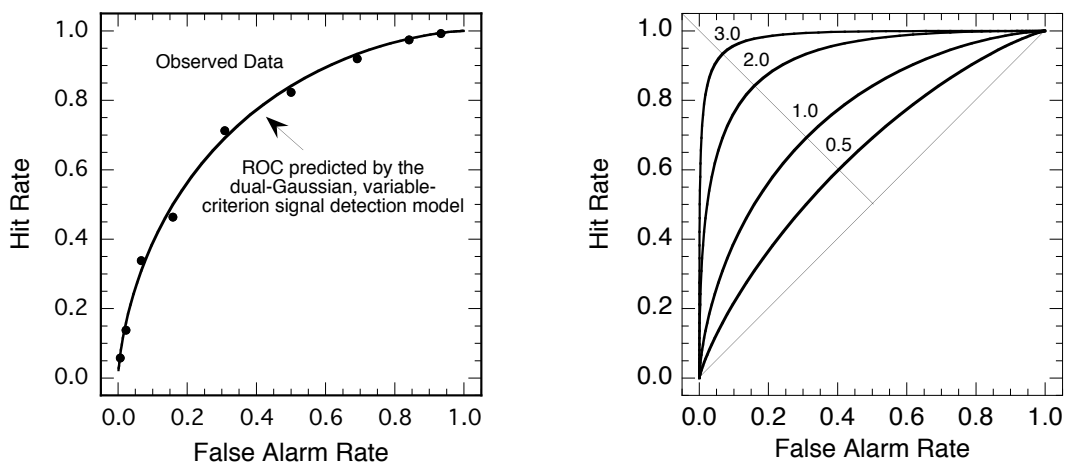 1.0
0.8
0.6
0.4
0.2
0.0
Hit Rate
Observed Data
ROC predicted by the
dual-Gaussian, variable-
criterion signal detection model
0.0 0.2 0.4 0.6 0.8 1.0
False Alarm Rate
1.0
0.8
0.6
0.4
0.2
0.0
Hit Rate
3.0
2.0
1.0
0.5
0.0 0.2 0.4 0.6 0.8 1.0
False Alarm Rate